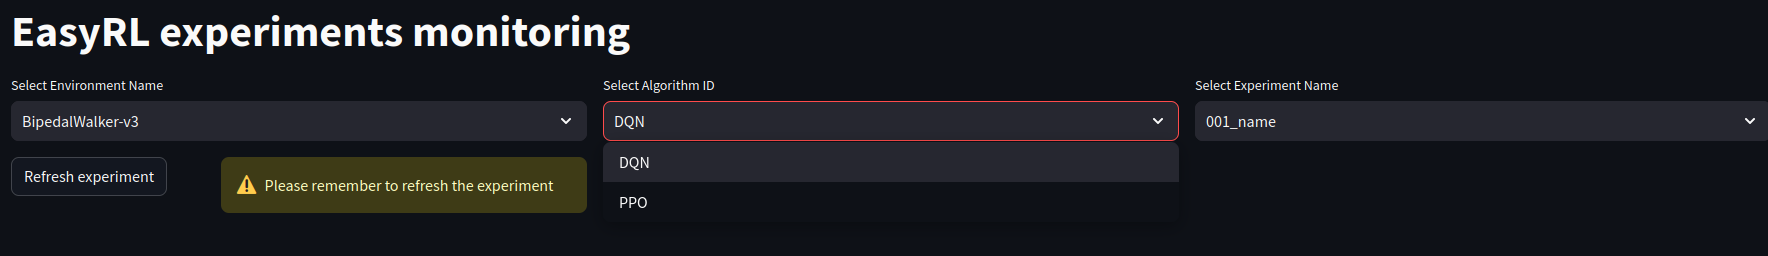 EasyRL experiments monitoring
Select Environment Name
Select Algorithm ID
Select Experiment Name
BipedalWalker-v3
DQN
001_name
DQN
PPO
Refresh experiment
Please remember to refresh the experiment